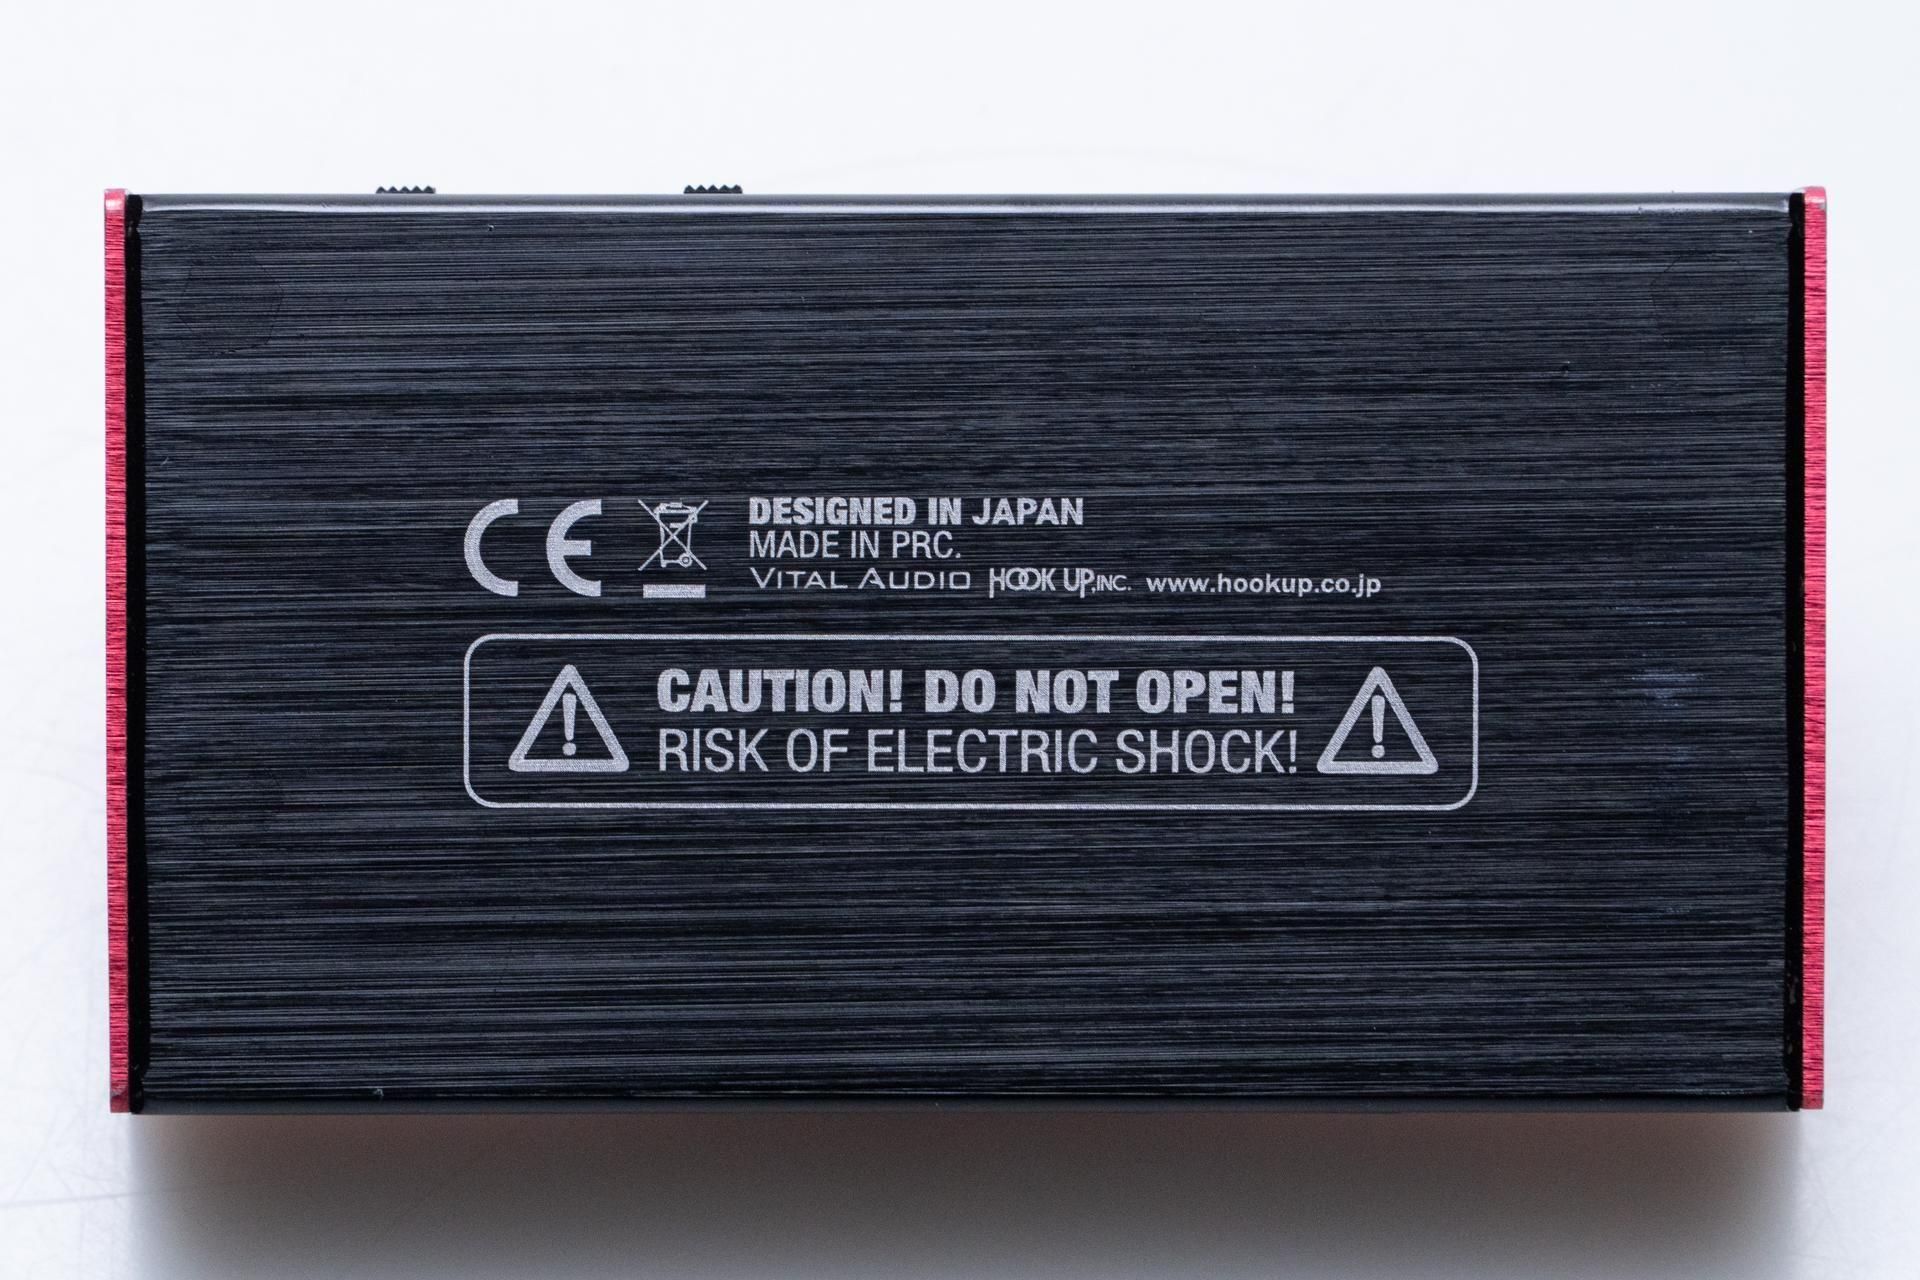 CE
DESIGNED IN JAPAN
MADE IN PRC.
VITAL AUDIO HOOK UP,INC. www.hookup.co.jp
CAUTION! DO NOT OPEN!
RISK OF ELECTRIC SHOCK!